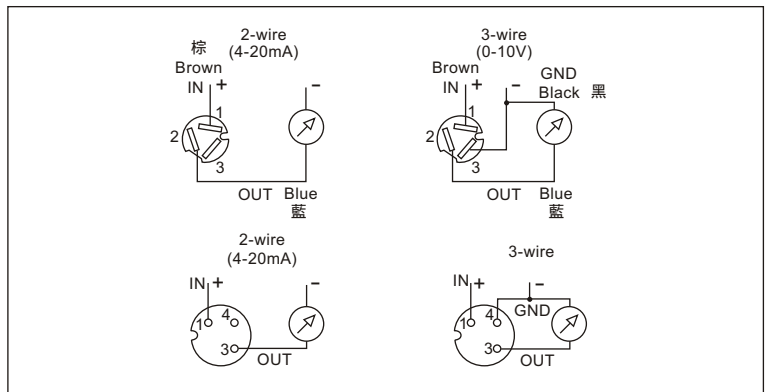 2-wire
(4-20mA)
棕
Brown
IN +
-
1
2
3
OUT Blue
藍
3-wire
(0-10V)
Brown
IN +
-
GND
Black 黑
1
2
3
OUT Blue
藍
2-wire
(4-20mA)
IN +
-
1 4
3
OUT
3-wire
IN +
-
GND
1 4
3
OUT